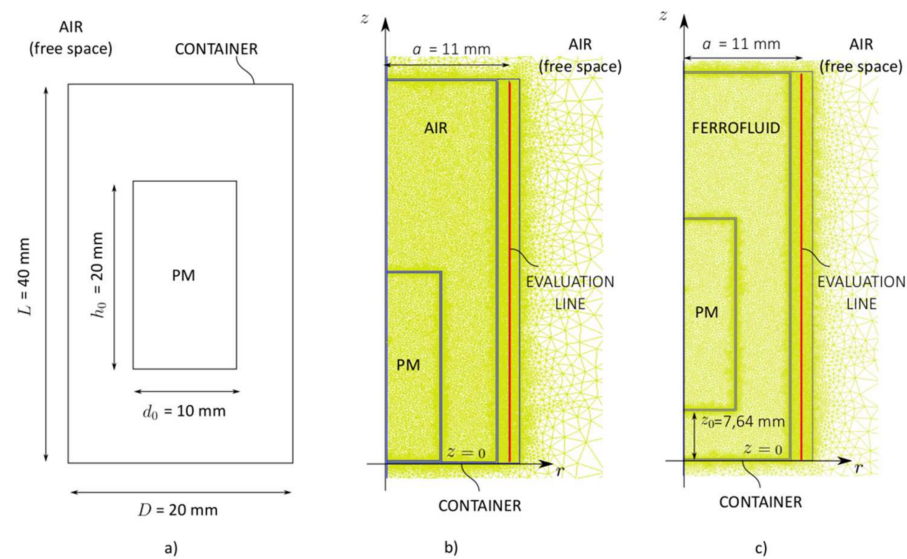 AIR
(free space)
CONTAINER
L = 40 mm
h₀ = 20 mm
PM
d₀ = 10 mm
D = 20 mm
a)
z
a = 11 mm
AIR
(free space)
AIR
EVALUATION
LINE
PM
z = 0
r
CONTAINER
b)
z
a = 11 mm
AIR
(free space)
FERROFLUID
EVALUATION
LINE
PM
z₀=7,64 mm
z = 0
r
CONTAINER
c)